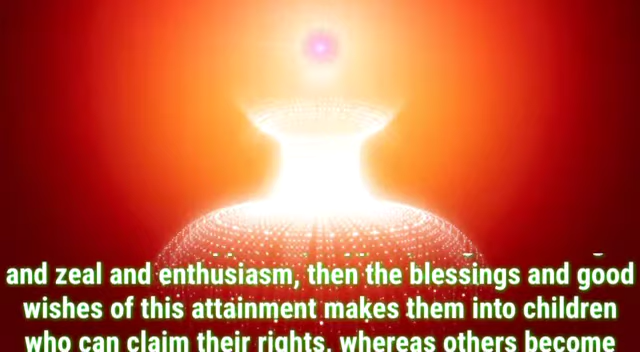 and zeal and enthusiasm, then the blessings and good
wishes of this attainment makes them into children
who can claim their rights, whereas others become